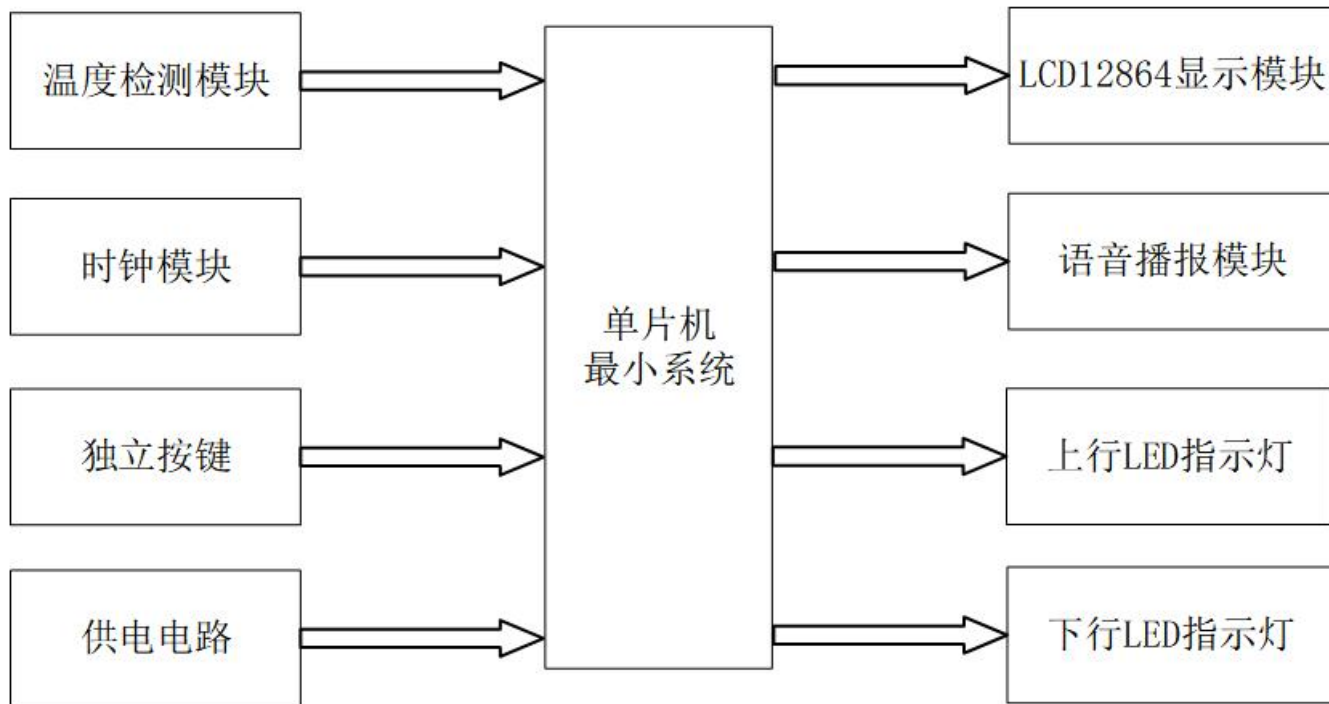 温度检测模块
时钟模块
独立按键
供电电路
单片机
最小系统
LCD12864显示模块
语音播报模块
上行LED指示灯
下行LED指示灯